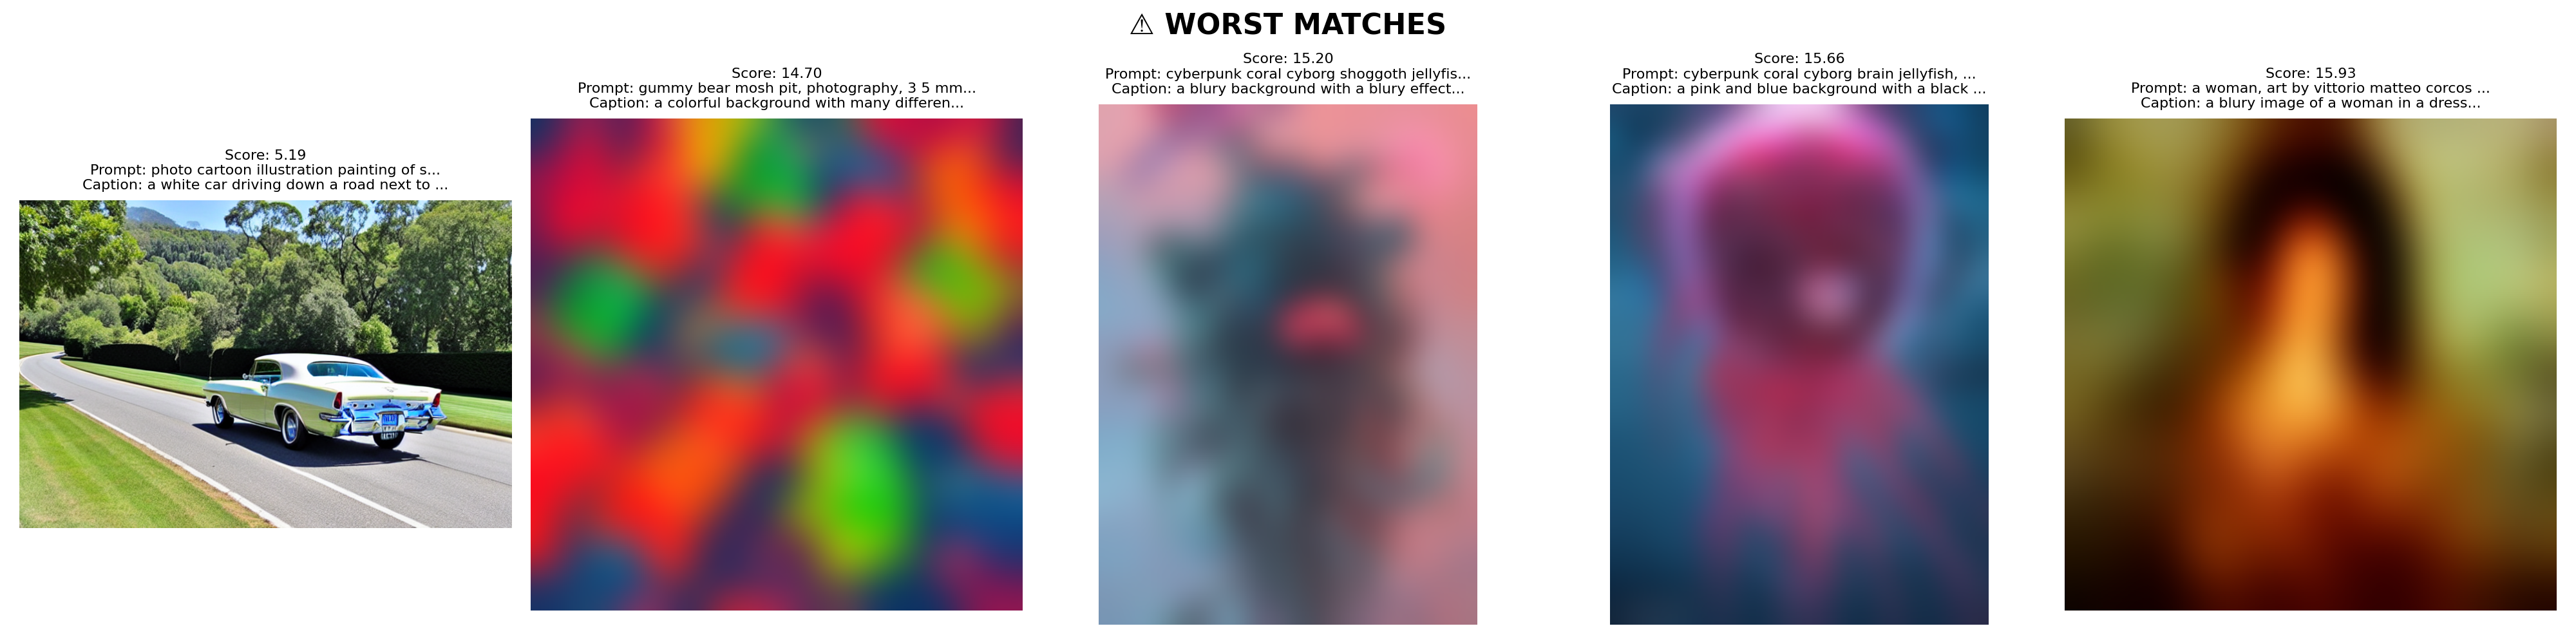 ⚠ WORST MATCHES
Score: 5.19
Prompt: photo cartoon illustration painting of s...
Caption: a white car driving down a road next to ...
Score: 14.70
Prompt: gummy bear mosh pit, photography, 3 5 mm...
Caption: a colorful background with many differen...
Score: 15.20
Prompt: cyberpunk coral cyborg shoggoth jellyfis...
Caption: a blury background with a blury effect...
Score: 15.66
Prompt: cyberpunk coral cyborg brain jellyfish, ...
Caption: a pink and blue background with a black ...
Score: 15.93
Prompt: a woman, art by vittorio matteo corcos ...
Caption: a blury image of a woman in a dress...